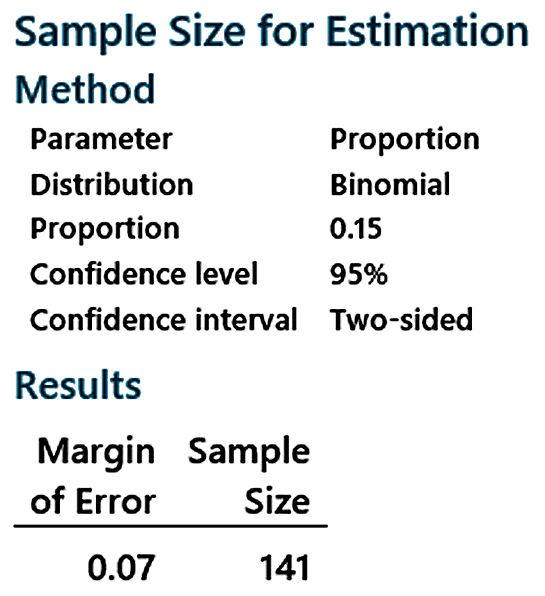 Sample Size for Estimation
Method
Parameter Proportion
Distribution Binomial
Proportion 0.15
Confidence level 95%
Confidence interval Two-sided
Results
Margin Sample
of Error Size
0.07 141